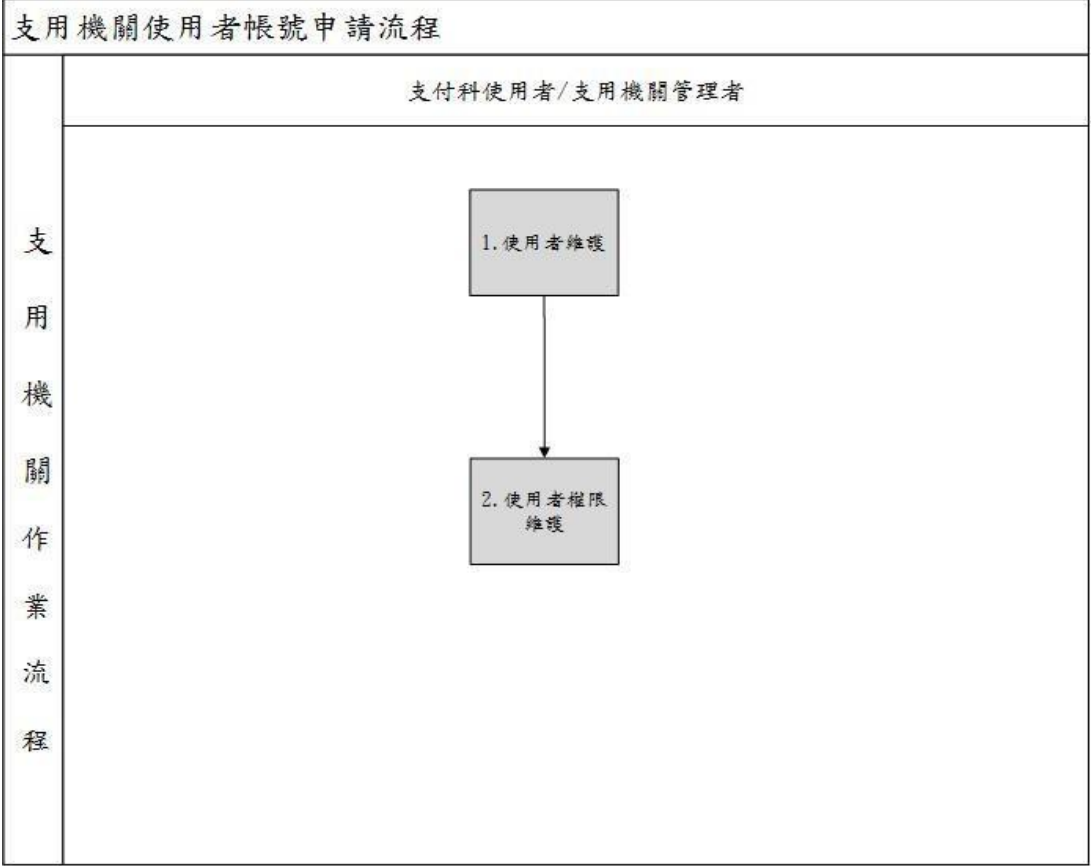 支用機關使用者帳號申請流程
支付科使用者/支用機關管理者
支用機關作業流程
1.使用者維護
2.使用者權限
維護